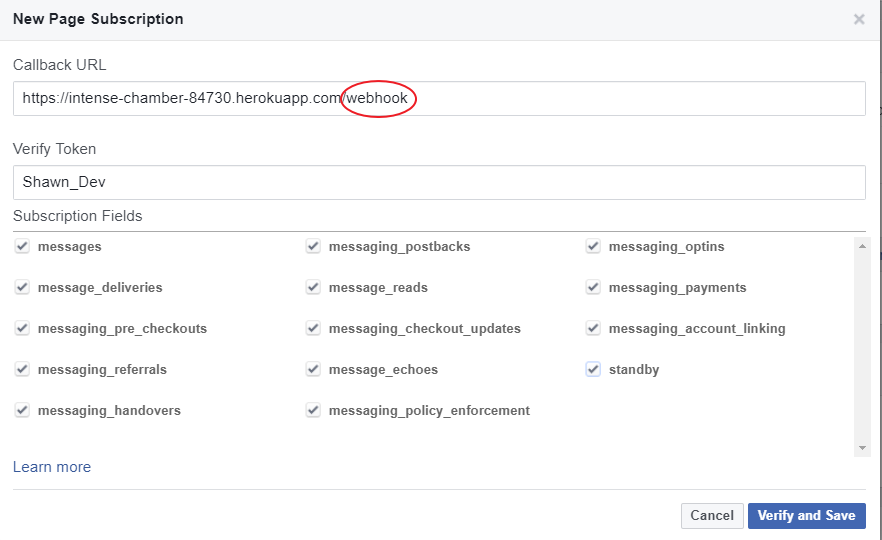 New Page Subscription
Callback URL
https://intense-chamber-84730.herokuapp.com/webhook
Verify Token
Shawn_Dev
Subscription Fields
messages messaging_postbacks messaging_optins
message_deliveries message_reads messaging_payments
messaging_pre_checkouts messaging_checkout_updates messaging_account_linking
messaging_referrals message_echoes standby
messaging_handovers messaging_policy_enforcement
Learn more
Cancel Verify and Save